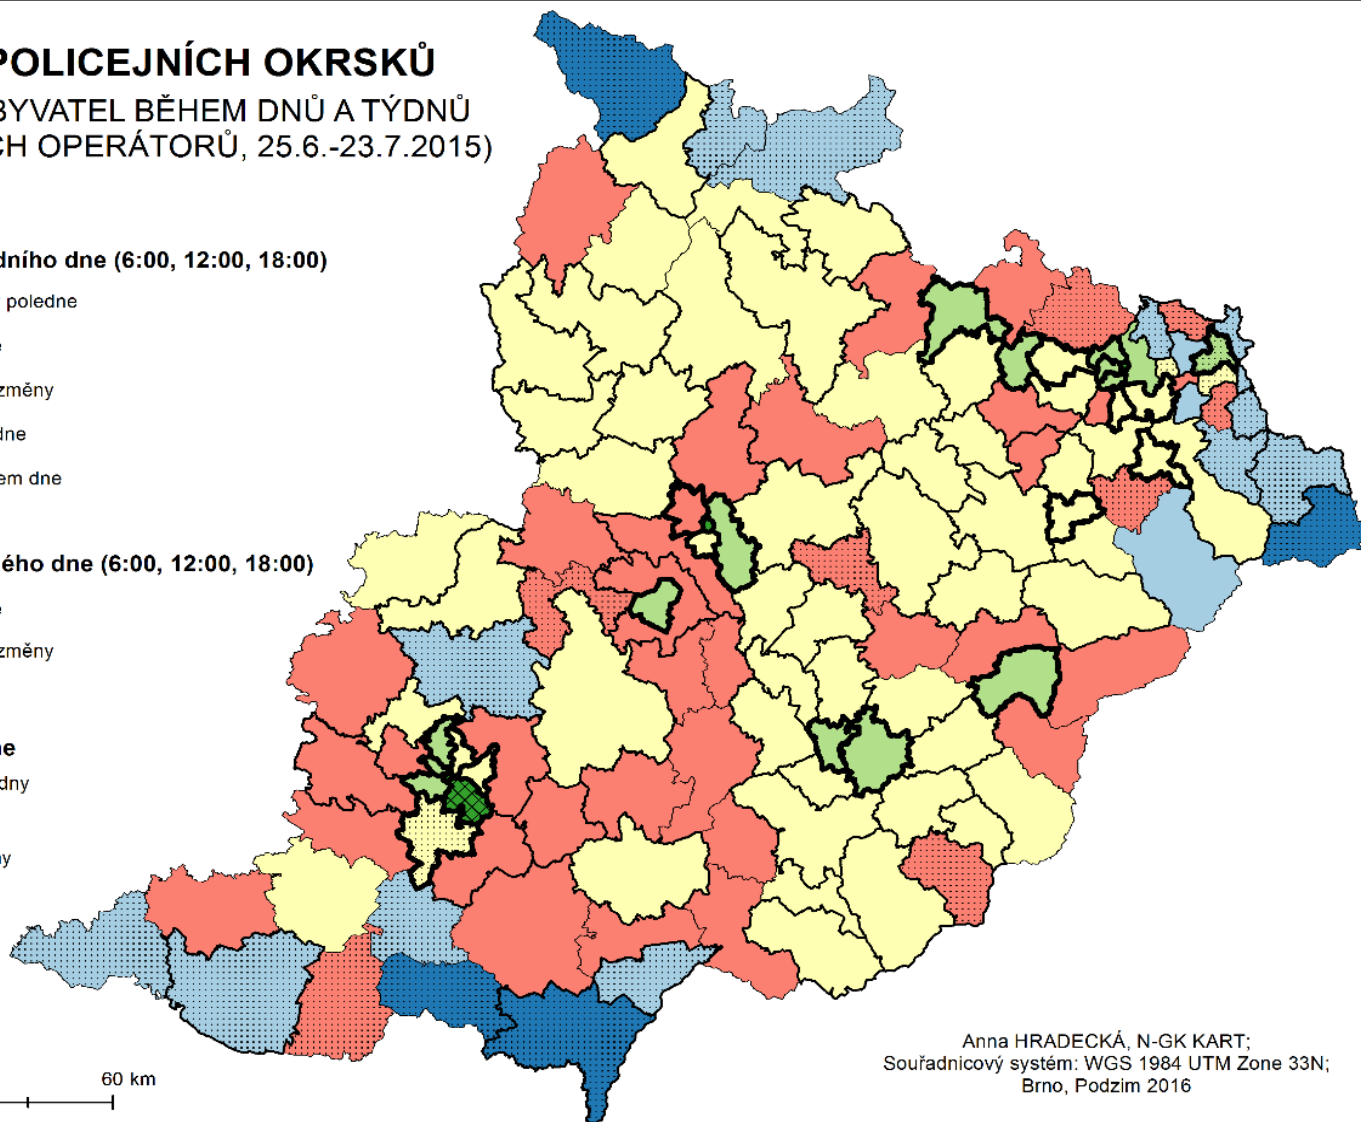 POLICEJNÍCH OKRSKŮ
BYVATEL BĚHEM DNŮ A TÝDNŮ
CH OPERÁTORŮ, 25.6.-23.7.2015)
dního dne (6:00, 12:00, 18:00)
poledne
změny
dne
em dne
ého dne (6:00, 12:00, 18:00)
změny
ne
dny
y
60 km
Anna HRADECKÁ, N-GK KART;
Souřadnicový systém: WGS 1984 UTM Zone 33N;
Brno, Podzim 2016